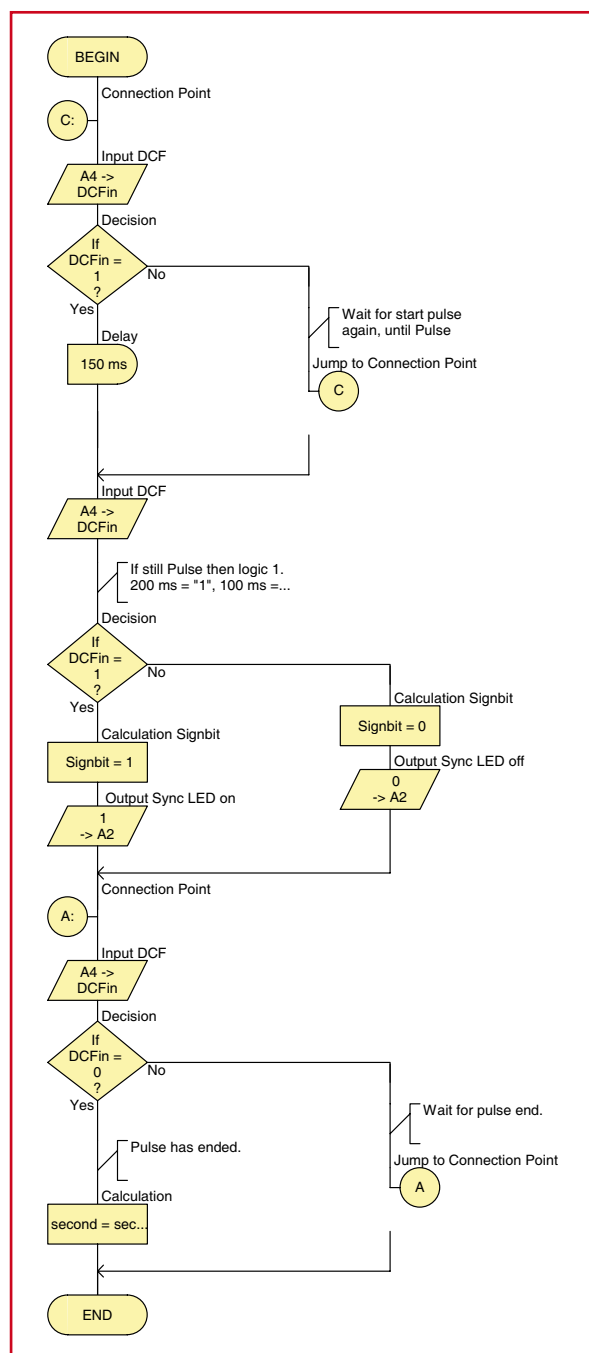 BEGIN
Connection Point
C:
Input DCF
A4 ->
DCFin
Decision
If
DCFin =
1
?
No
Yes
Wait for start pulse
again, until Pulse
Delay
150 ms
Jump to Connection Point
C
Input DCF
A4 ->
DCFin
If still Pulse then logic 1.
200 ms = "1", 100 ms =...
Decision
If
DCFin =
1
?
No
Yes
Calculation Signbit
Signbit = 0
Calculation Signbit
Signbit = 1
Output Sync LED off
0
-> A2
Output Sync LED on
1
-> A2
Connection Point
A:
Input DCF
A4 ->
DCFin
Decision
If
DCFin =
0
?
No
Yes
Wait for pulse end.
Pulse has ended.
Jump to Connection Point
A
Calculation
second = sec...
END